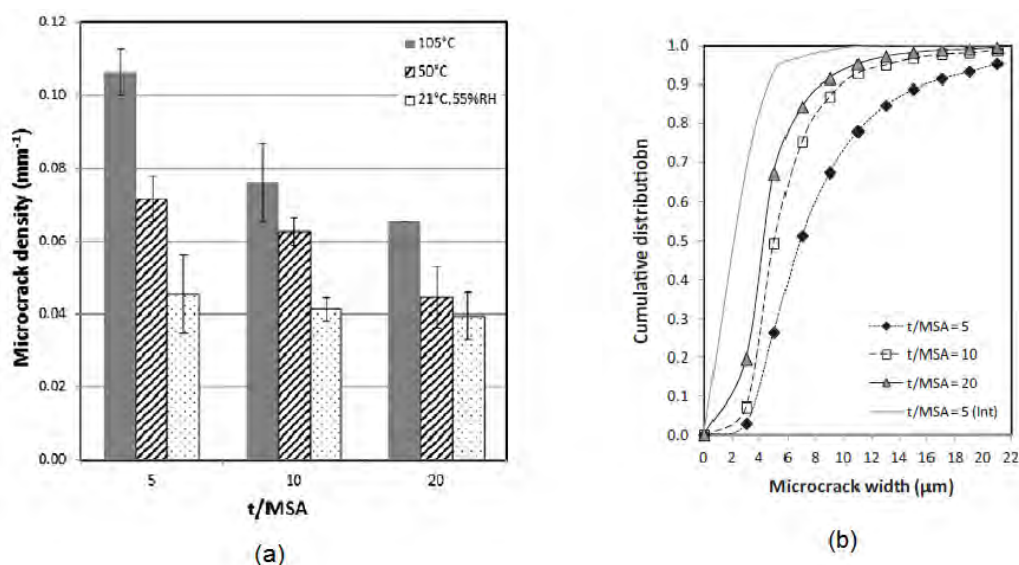 0.12
0.10
0.08
0.06
0.04
0.02
0.00
Microcrack density (mm⁻¹)
105°C
50°C
21°C,55%RH
5
10
20
t/MSA
(a)
1.0
0.9
0.8
0.7
0.6
0.5
0.4
0.3
0.2
0.1
0.0
Cumulative distributiobn
t/MSA = 5
t/MSA = 10
t/MSA = 20
t/MSA = 5 (Int)
0 2 4 6 8 10 12 14 16 18 20 22
Microcrack width (μm)
(b)